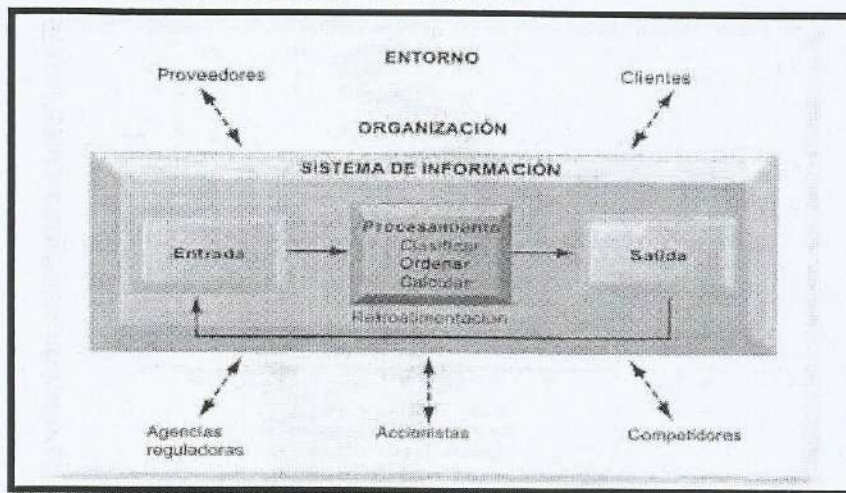 ENTORNO
Proveedores
Clientes
ORGANIZACIÓN
SISTEMA DE INFORMACIÓN
Entrada
Procesamiento
Clasificar
Ordenar
Calcular
Salida
Retroalimentación
Agencias
reguladoras
Accionistas
Competidores